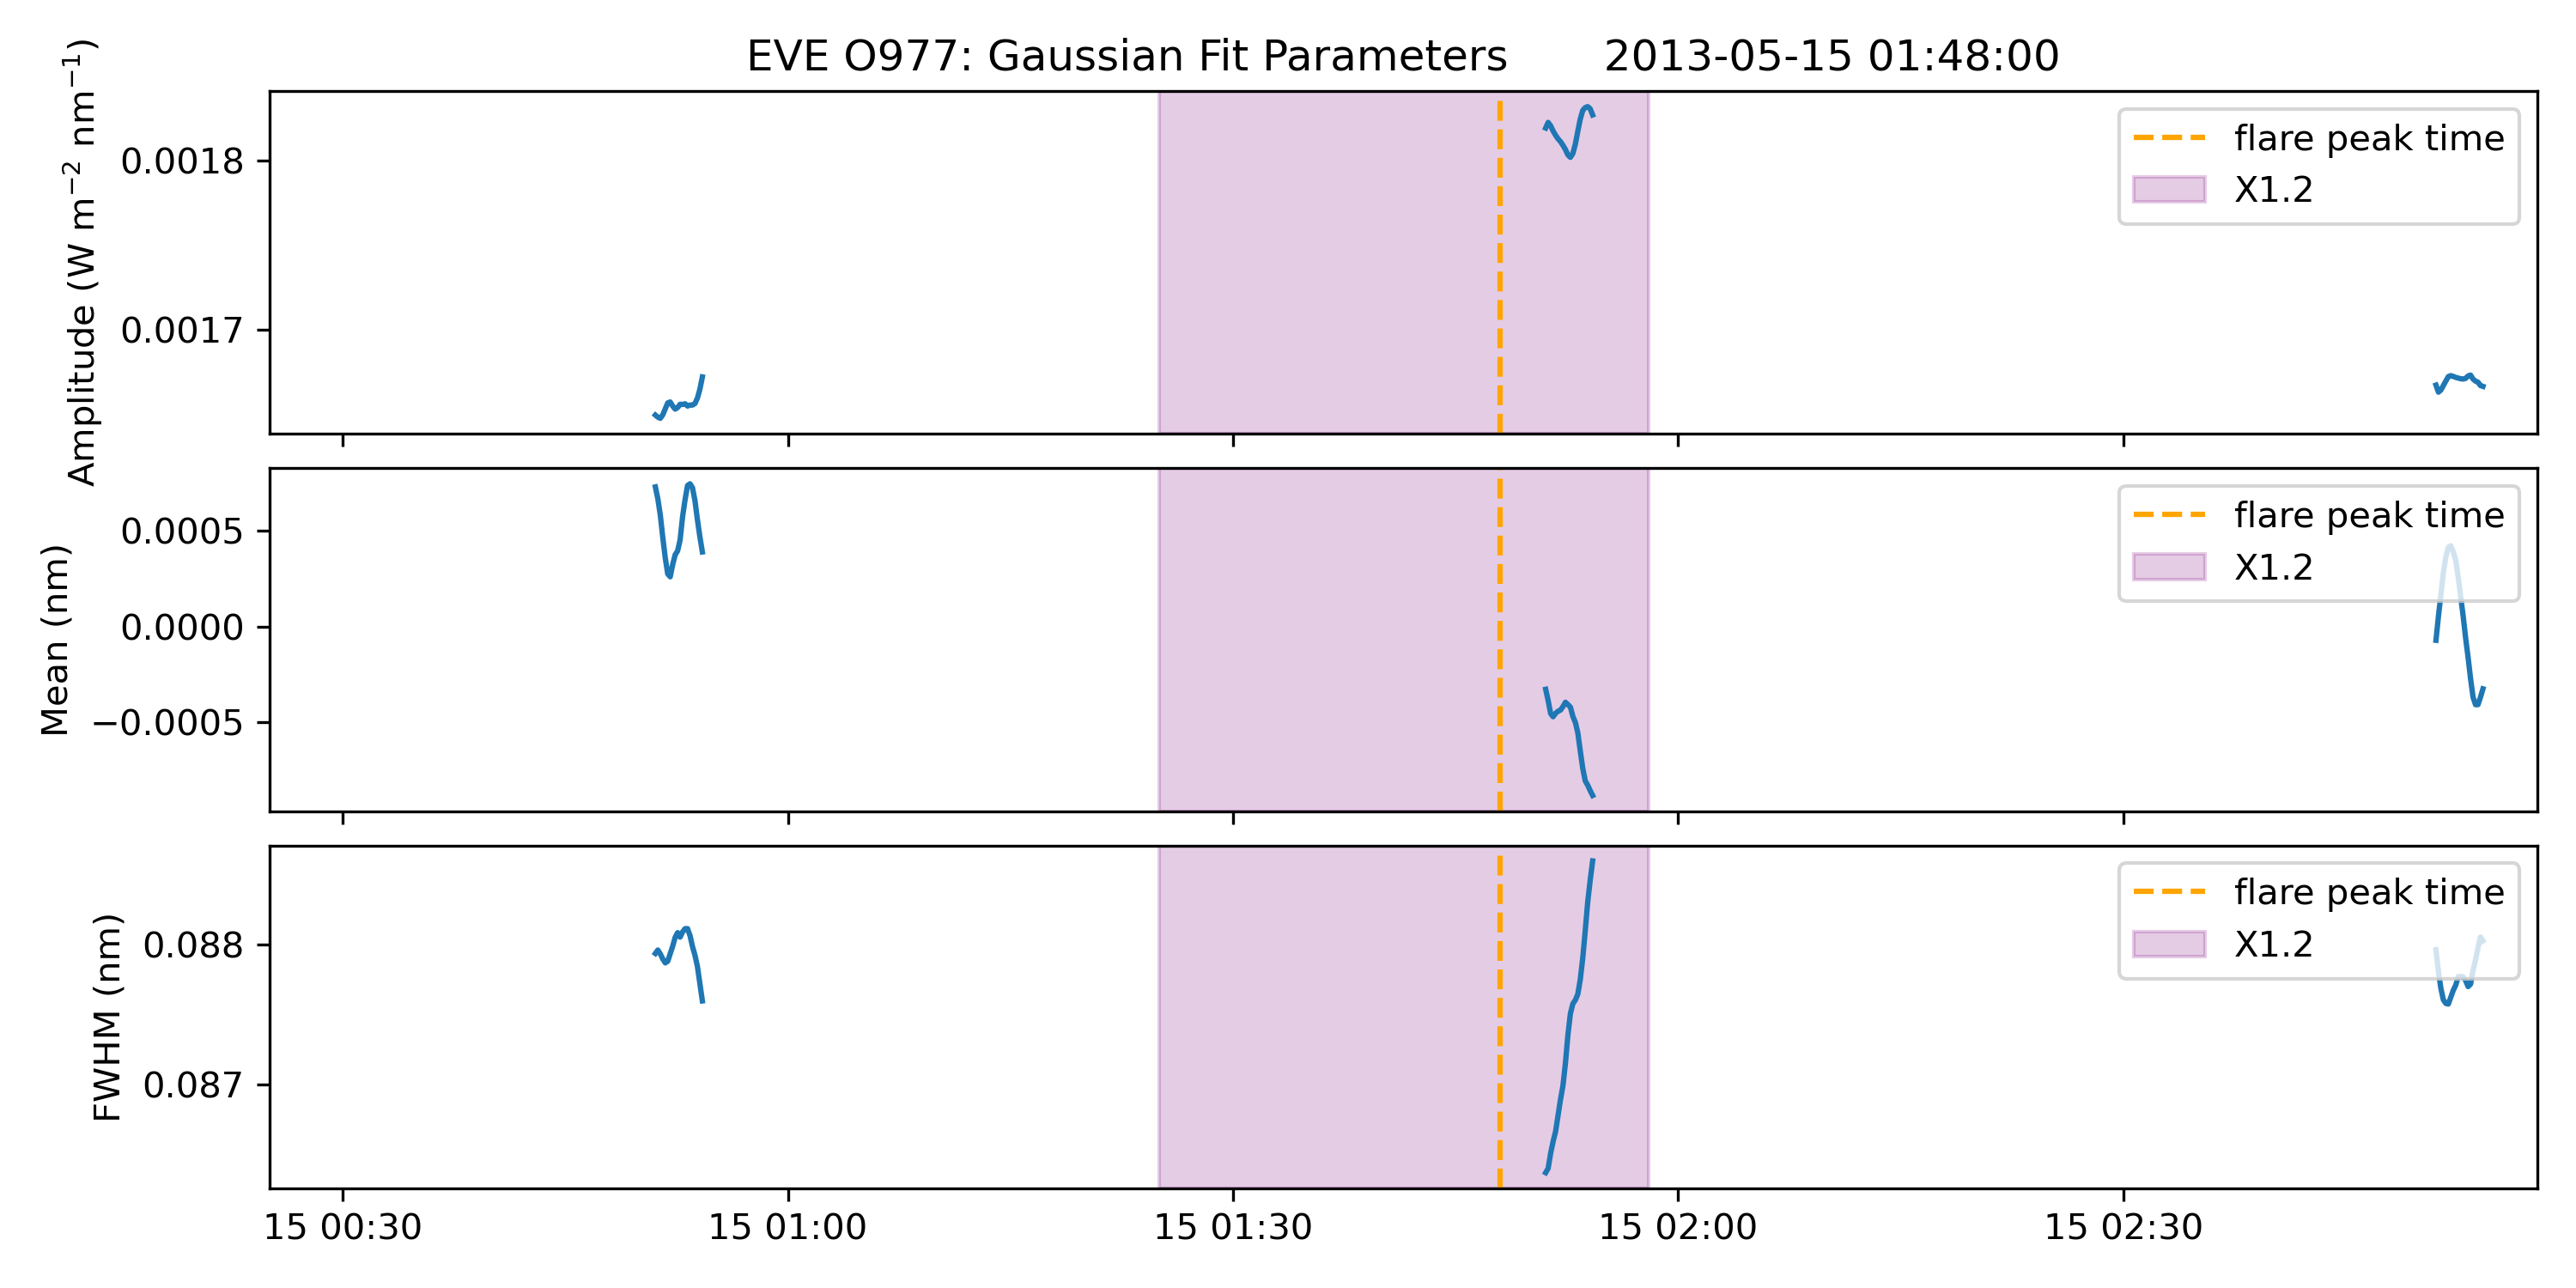 EVE O977: Gaussian Fit Parameters 2013-05-15 01:48:00
Amplitude (W m⁻² nm⁻¹)
0.0018
0.0017
flare peak time
X1.2
Mean (nm)
0.0005
0.0000
−0.0005
flare peak time
X1.2
FWHM (nm)
0.088
0.087
flare peak time
X1.2
15 00:30 15 01:00 15 01:30 15 02:00 15 02:30